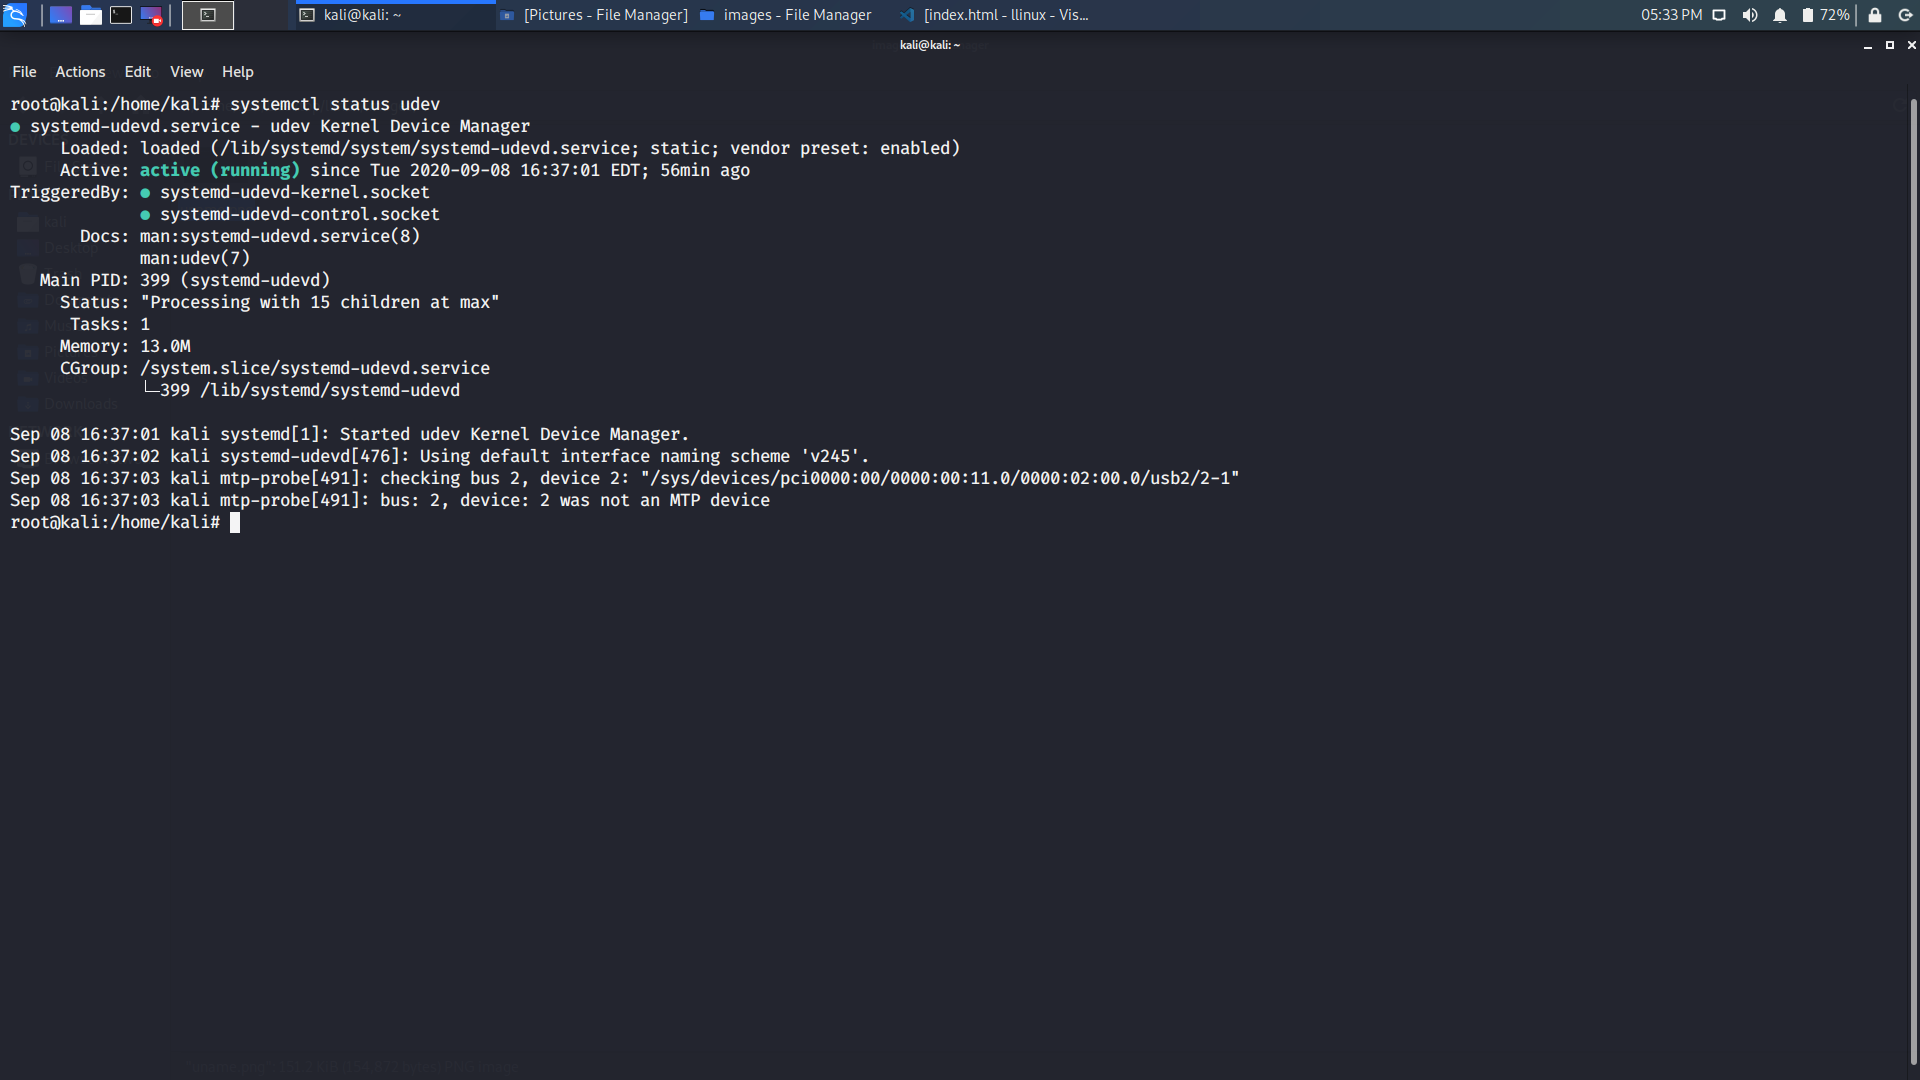 kali@kali: ~
[Pictures - File Manager]
images - File Manager
[index.html - llinux - Vis...
05:33 PM
72%
kali@kali: ~
File Actions Edit View Help
root@kali:/home/kali# systemctl status udev
● systemd-udevd.service - udev Kernel Device Manager
Loaded: loaded (/lib/systemd/system/systemd-udevd.service; static; vendor preset: enabled)
Active: active (running) since Tue 2020-09-08 16:37:01 EDT; 56min ago
TriggeredBy: ● systemd-udevd-kernel.socket
● systemd-udevd-control.socket
Docs: man:systemd-udevd.service(8)
man:udev(7)
Main PID: 399 (systemd-udevd)
Status: "Processing with 15 children at max"
Tasks: 1
Memory: 13.0M
CGroup: /system.slice/systemd-udevd.service
└─399 /lib/systemd/systemd-udevd
Sep 08 16:37:01 kali systemd[1]: Started udev Kernel Device Manager.
Sep 08 16:37:02 kali systemd-udevd[476]: Using default interface naming scheme 'v245'.
Sep 08 16:37:03 kali mtp-probe[491]: checking bus 2, device 2: "/sys/devices/pci0000:00/0000:00:11.0/0000:02:00.0/usb2/2-1"
Sep 08 16:37:03 kali mtp-probe[491]: bus: 2, device: 2 was not an MTP device
root@kali:/home/kali#